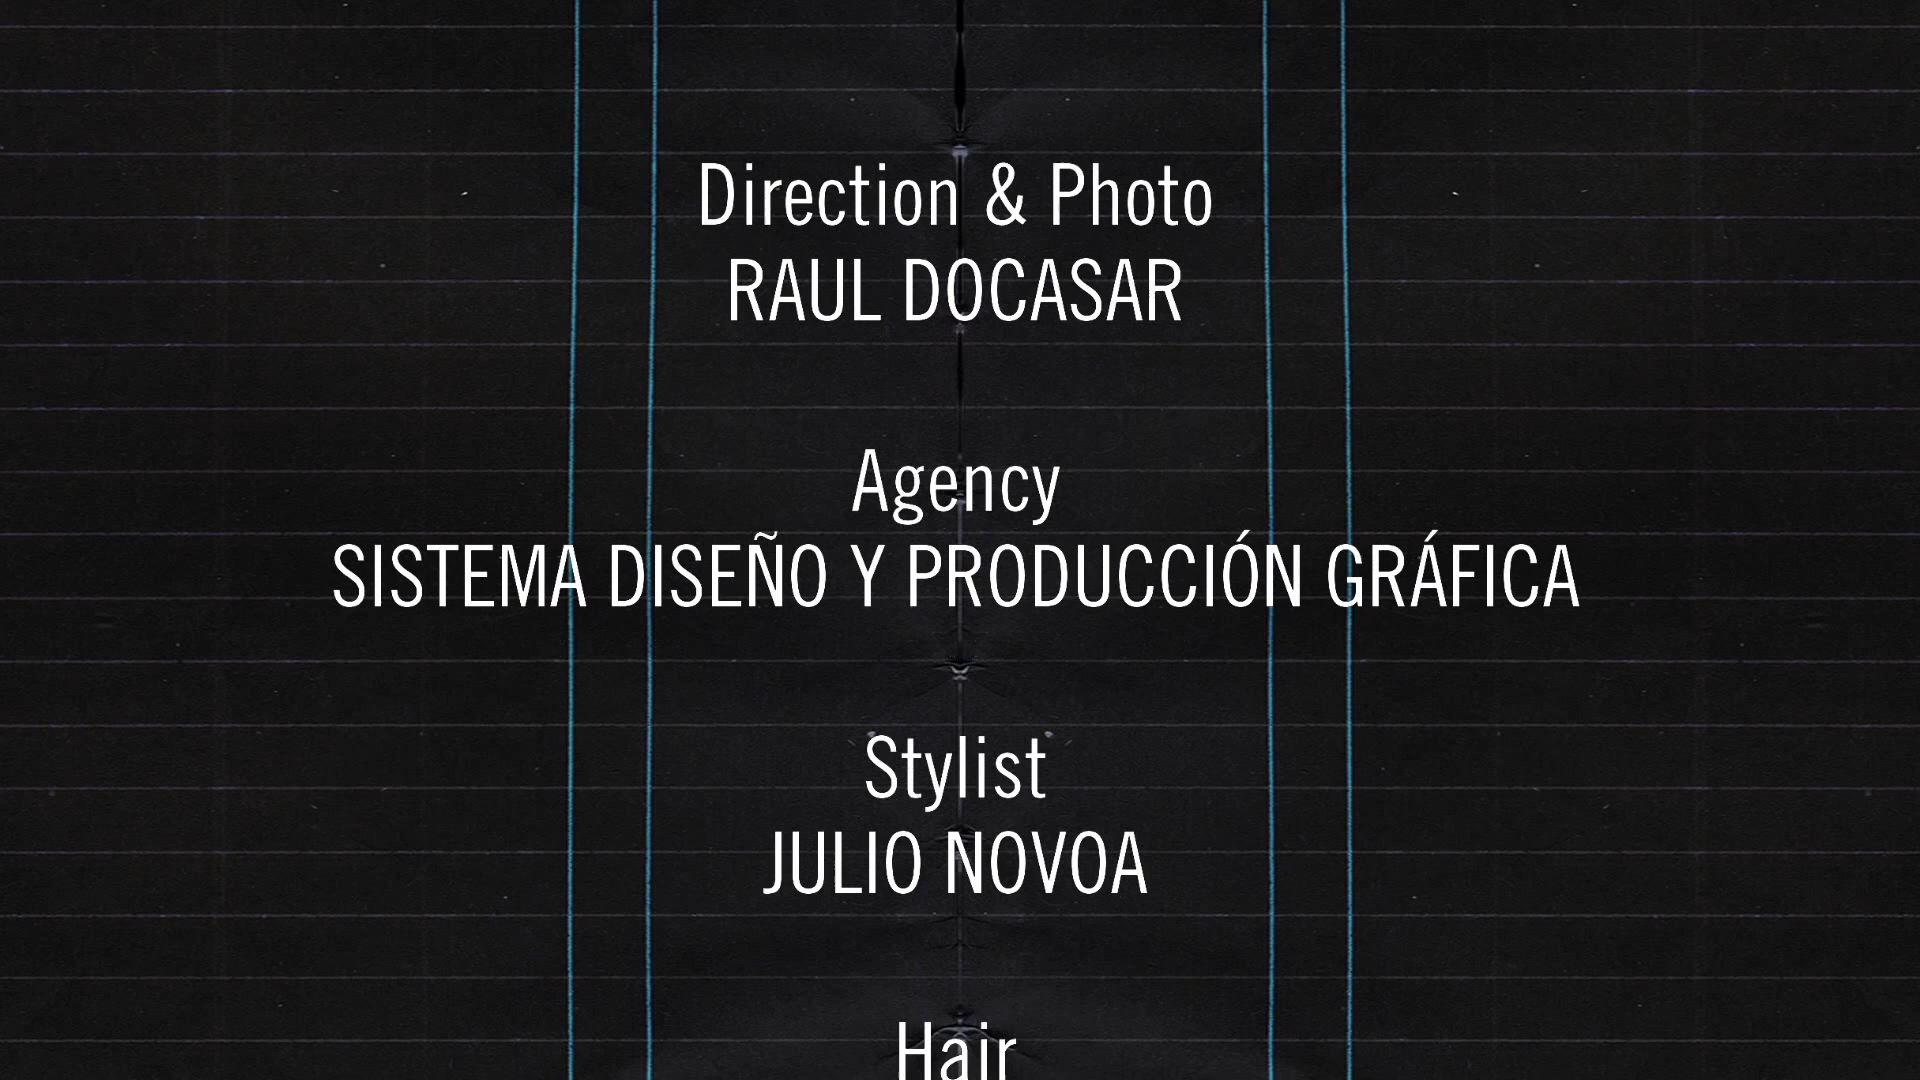 Direction & Photo
RAUL DOCASAR
Agency
SISTEMA DISEÑO Y PRODUCCIÓN GRÁFICA
Stylist
JULIO NOVOA
Hair